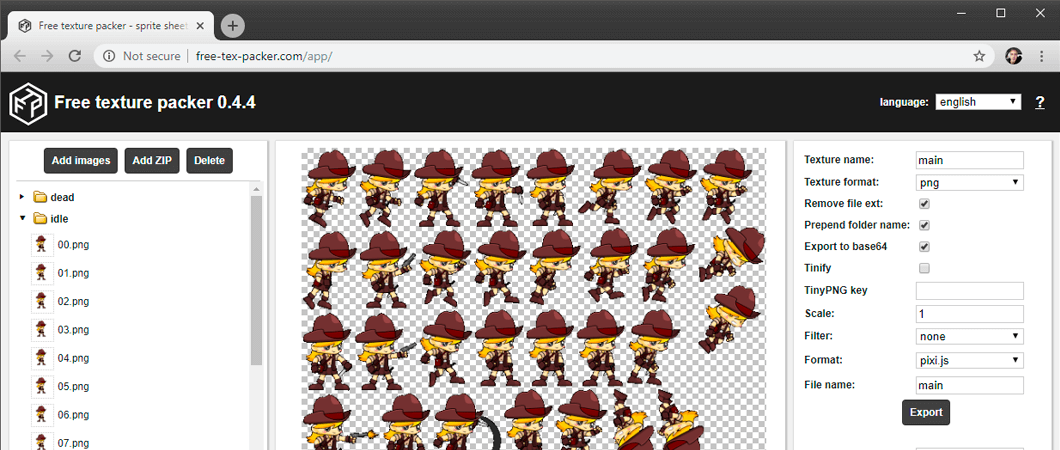 Free texture packer - sprite sheet
Not secure | free-tex-packer.com/app/
FTP
Free texture packer 0.4.4
language: english ?
Add images Add ZIP Delete
dead
idle
00.png
01.png
02.png
03.png
04.png
05.png
06.png
07.png
Texture name: main
Texture format: png
Remove file ext:
Prepend folder name:
Export to base64
Tinify
TinyPNG key
Scale: 1
Filter: none
Format: pixi.js
File name: main
Export